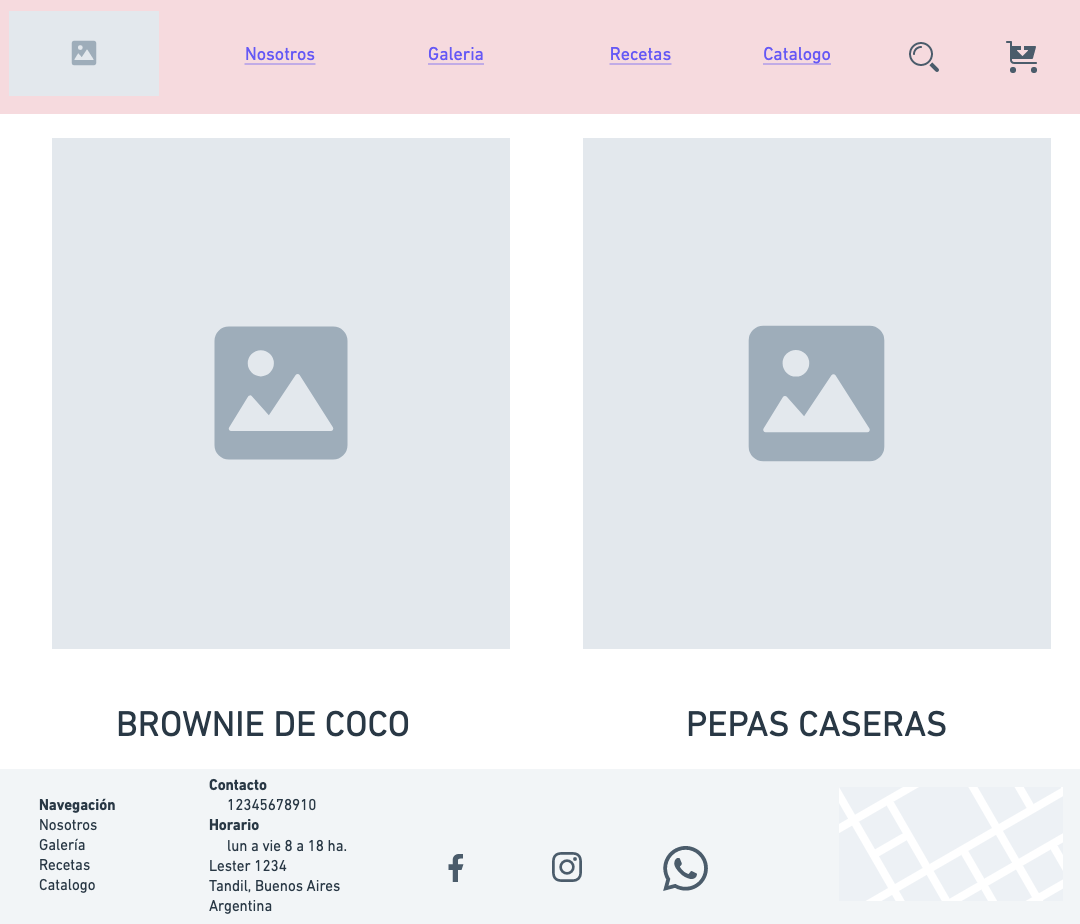 Nosotros
Galeria
Recetas
Catalogo
BROWNIE DE COCO
PEPAS CASERAS
Navegación
Nosotros
Galería
Recetas
Catalogo
Contacto
12345678910
Horario
lun a vie 8 a 18 ha.
Lester 1234
Tandil, Buenos Aires
Argentina